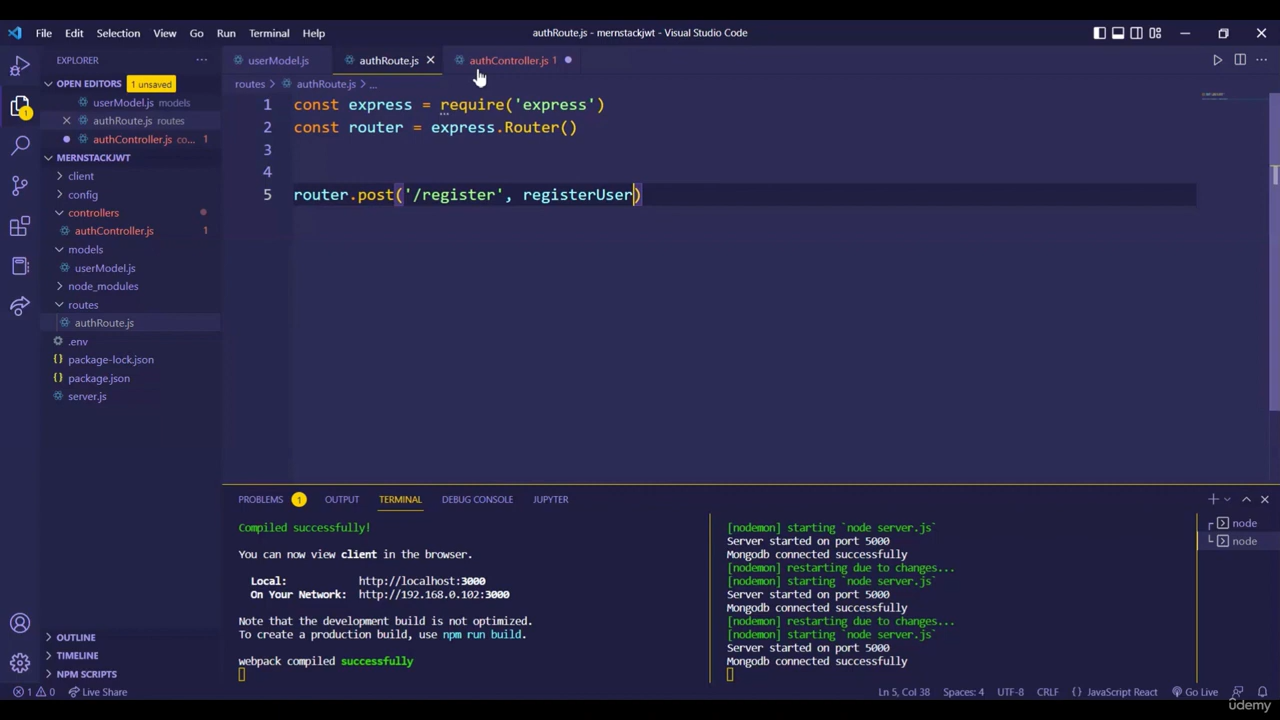 File Edit Selection View Go Run Terminal Help
authRoute.js - mernstackjwt - Visual Studio Code
EXPLORER
OPEN EDITORS 1 unsaved
userModel.js models
authRoute.js routes
authController.js co... 1
MERNSTACKJWT
client
config
controllers
authController.js 1
models
userModel.js
node_modules
routes
authRoute.js
.env
package-lock.json
package.json
server.js
OUTLINE
TIMELINE
NPM SCRIPTS
userModel.js authRoute.js authController.js 1
routes > authRoute.js > ...
1 const express = require('express')
2 const router = express.Router()
3
4
5 router.post('/register', registerUser)
PROBLEMS 1 OUTPUT TERMINAL DEBUG CONSOLE JUPYTER
Compiled successfully!
You can now view client in the browser.
Local: http://localhost:3000
On Your Network: http://192.168.0.102:3000
Note that the development build is not optimized.
To create a production build, use npm run build.
webpack compiled successfully
[nodemon] starting `node server.js`
Server started on port 5000
Mongodb connected successfully
[nodemon] restarting due to changes...
[nodemon] starting `node server.js`
Server started on port 5000
Mongodb connected successfully
[nodemon] restarting due to changes...
[nodemon] starting `node server.js`
Server started on port 5000
Mongodb connected successfully
node
node
1 0 Live Share
Ln 5, Col 38 Spaces: 4 UTF-8 CRLF {} JavaScript React Go Live
1
udemy